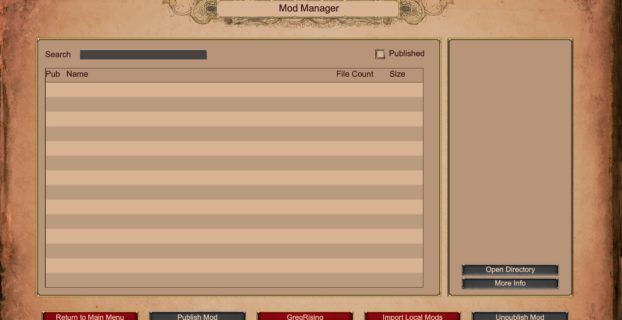 Mod Manager
Search
Published
Pub Name File Count Size
Open Directory
More Info
Return to Main Menu
Publish Mod
GregRising
Import Local Mods
Unpublish Mod